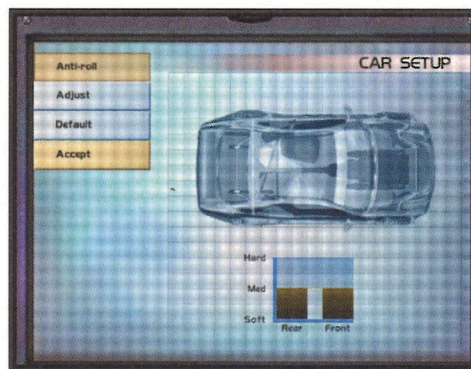 CAR SETUP
Anti-roll
Adjust
Default
Accept
Hard
Med
Soft
Rear Front